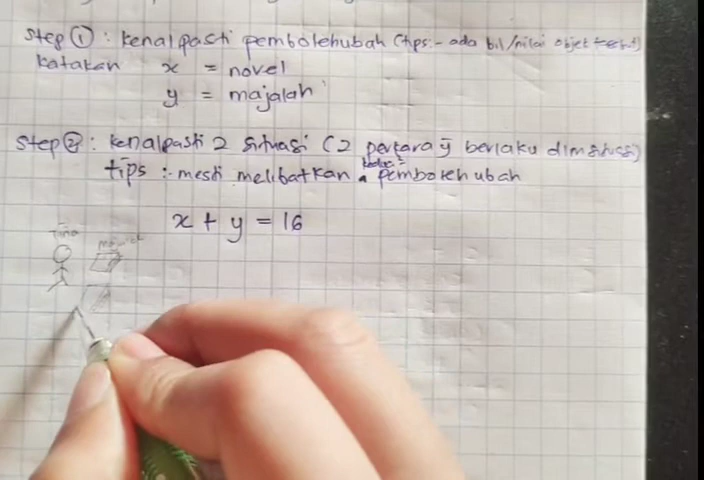 Step ① : Kenalpasti pembolehubah (tips:- ada bil/nilai objek
Katakan x = novel
y = majalah
Step ② : Kenalpasti 2 situasi (2 perkara yg berlaku
tips :- mesti melibatkan kedua2 pembolehubah
x + y = 16
Tina